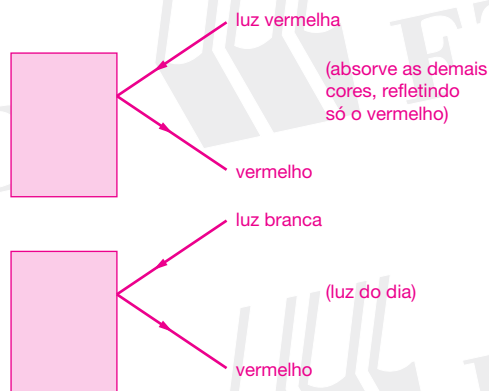 luz vermelha
(absorve as demais
cores, refletindo
só o vermelho)
vermelho
luz branca
(luz do dia)
vermelho